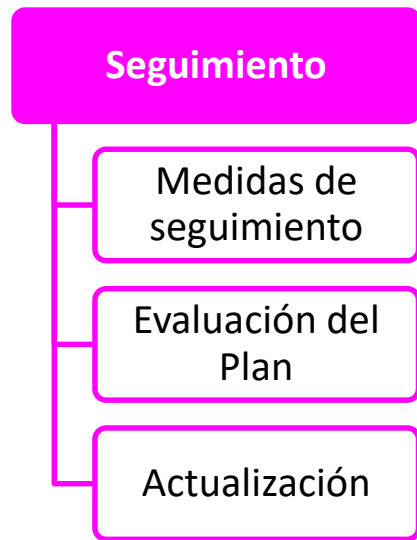 Seguimiento
Medidas de
seguimiento
Evaluación del
Plan
Actualización